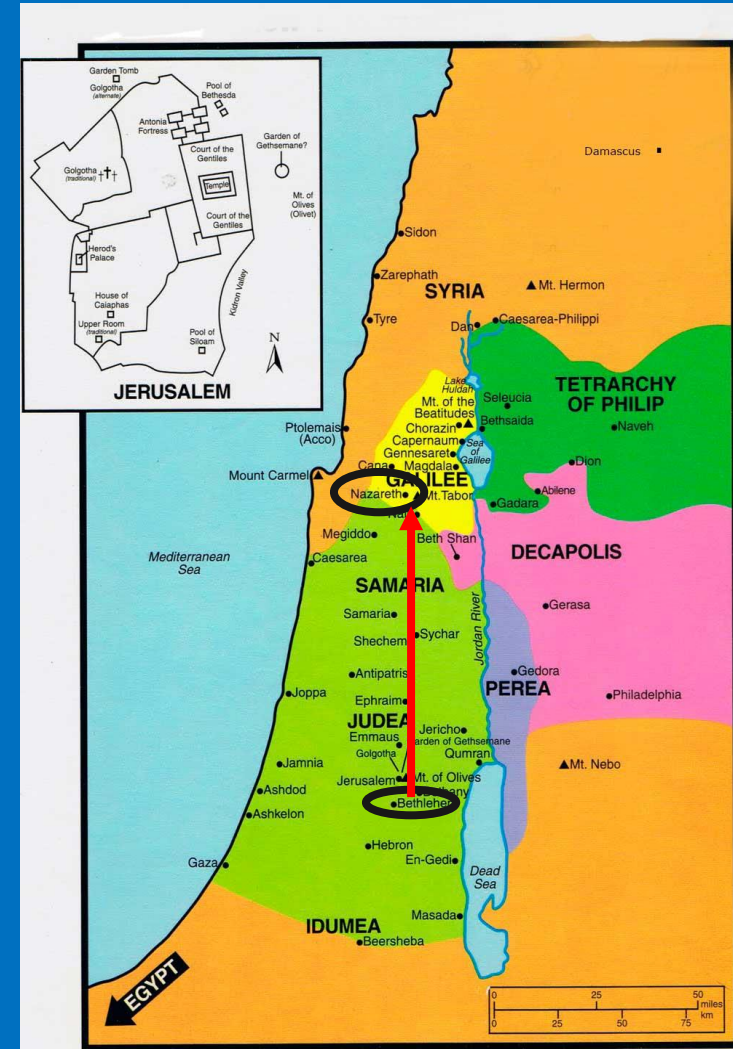 Garden Tomb
Golgotha
(alternate)
Pool of
Bethesda
Antonia
Fortress
Garden of
Gethsemane?
Court of the
Gentiles
Golgotha
(traditional)
Temple
Mt. of
Olives
(Olivet)
Court of the
Gentiles
Herod's
Palace
Kidron Valley
House of
Caiaphas
Upper Room
(traditional)
Pool of
Siloam
N
JERUSALEM
Damascus
Sidon
Zarephath
SYRIA
Mt. Hermon
Tyre
Dan
Caesarea-Philippi
Lake
Huldah
TETRARCHY
OF PHILIP
Mt. of the
Beatitudes
Seleucia
Chorazin
Bethsaida
Naveh
Ptolemais
(Acco)
Capernaum
Sea
of
Galilee
Gennesaret
Cana
Magdala
Dion
Mount Carmel
GALILEE
Nazareth
Mt.Tabor
Abilene
Gadara
Megiddo
Beth Shan
DECAPOLIS
Mediterranean
Sea
Caesarea
SAMARIA
Gerasa
Samaria
Sychar
Shechem
Jordan River
Antipatris
Gedora
PEREA
Joppa
Ephraim
Philadelphia
JUDEA
Jericho
Emmaus
Garden of Gethsemane
Golgotha
Qumran
Jamnia
Mt. Nebo
Jerusalem
Mt. of Olives
Ashdod
Bethany
Bethlehem
Ashkelon
Hebron
Gaza
En-Gedi
Dead
Sea
Masada
IDUMEA
Beersheba
EGYPT
0 25 50
miles
km
0 25 50 75